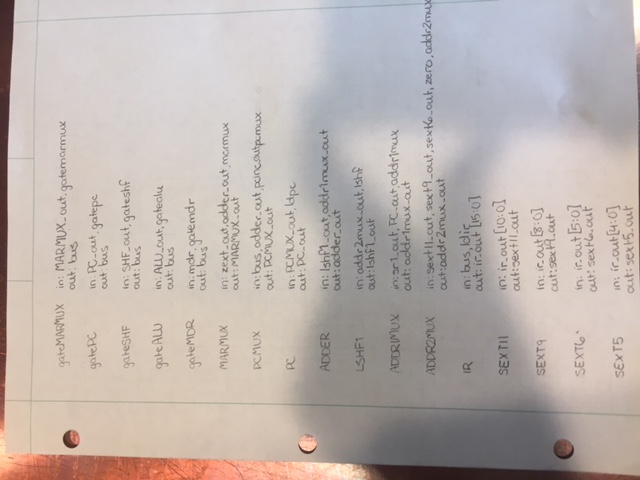 gateMARMUX in: MARMUX_out, gatemarmux
out: bus
gatePC in: PC_out, gatepc
out: bus
gateSHF in: SHF_out, gateshf
out: bus
gateALU in: ALU_out, gatealu
out: bus
gateMDR in: mdr, gatemdr
out: bus
MARMUX in: zext_out, adder_out, marmux
out: MARMUX_out
PCMUX in: bus, adder_out, pcinc_out, pcmux
out: PCMUX_out
PC in: PCMUX_out, ldpc
out: PC_out
ADDER in: lshf1_out, addr1mux_out
out: adder_out
LSHF1 in: addr2mux_out, lshf
out: lshf1_out
ADDR1MUX in: sr1_out, PC_out, addr1mux
out: addr1mux_out
ADDR2MUX in: sext11_out, sext9_out, sext6_out, zero, addr2mux
out: addr2mux_out
IR in: bus, ldir
out: ir_out [15:0]
SEXT11 in: ir_out [10:0]
out: sext11_out
SEXT9 in: ir_out [8:0]
out: sext9_out
SEXT6 in: ir_out [5:0]
out: sext6_out
SEXT5 in: ir_out [4:0]
out: sext5_out